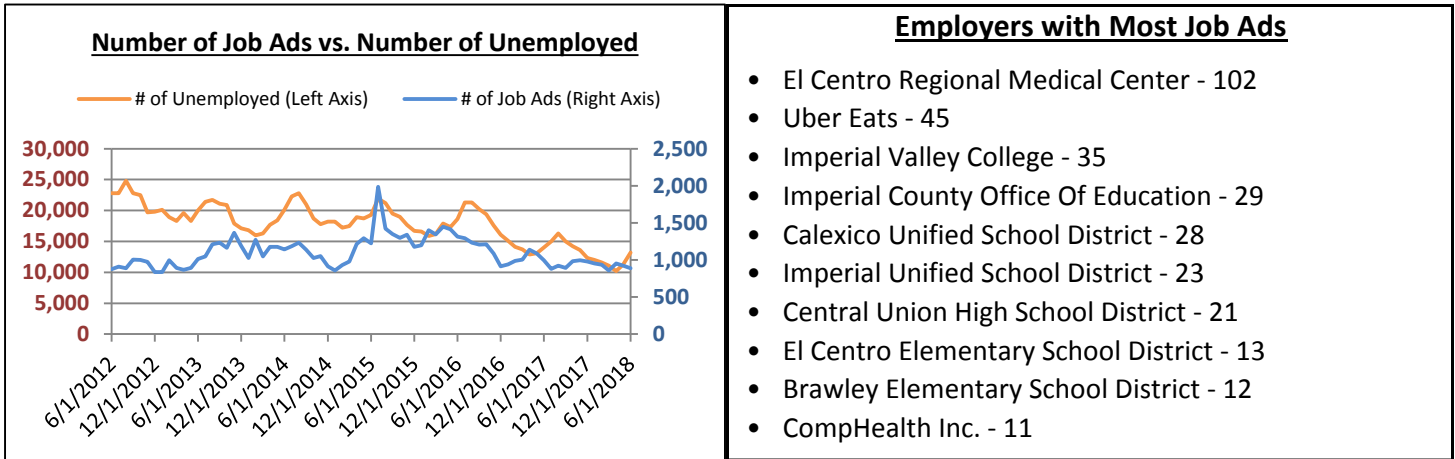 Number of Job Ads vs. Number of Unemployed
# of Unemployed (Left Axis) # of Job Ads (Right Axis)
30,000
25,000
20,000
15,000
10,000
5,000
0
2,500
2,000
1,500
1,000
500
0
6/1/2012
12/1/2012
6/1/2013
12/1/2013
6/1/2014
12/1/2014
6/1/2015
12/1/2015
6/1/2016
12/1/2016
6/1/2017
12/1/2017
6/1/2018
Employers with Most Job Ads
• El Centro Regional Medical Center - 102
• Uber Eats - 45
• Imperial Valley College - 35
• Imperial County Office Of Education - 29
• Calexico Unified School District - 28
• Imperial Unified School District - 23
• Central Union High School District - 21
• El Centro Elementary School District - 13
• Brawley Elementary School District - 12
• CompHealth Inc. - 11